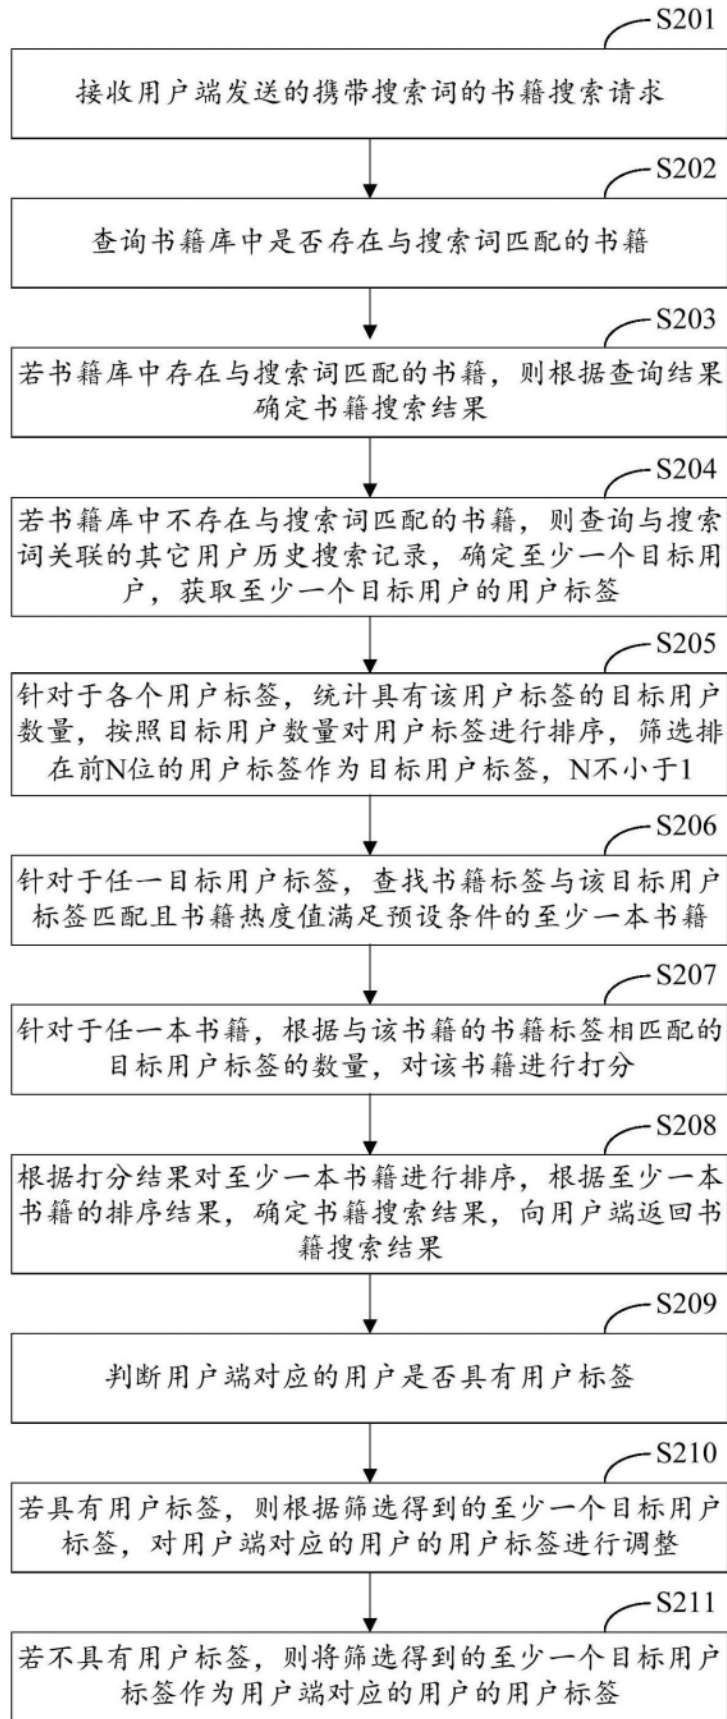 S201
接收用户端发送的携带搜索词的书籍搜索请求
S202
查询书籍库中是否存在与搜索词匹配的书籍
S203
若书籍库中存在与搜索词匹配的书籍，则根据查询结果
确定书籍搜索结果
S204
若书籍库中不存在与搜索词匹配的书籍，则查询与搜索
词关联的其它用户历史搜索记录，确定至少一个目标用
户，获取至少一个目标用户的用户标签
S205
针对于各个用户标签，统计具有该用户标签的目标用户
数量，按照目标用户数量对用户标签进行排序，筛选排
在前N位的用户标签作为目标用户标签，N不小于1
S206
针对于任一目标用户标签，查找书籍标签与该目标用户
标签匹配且书籍热度值满足预设条件的至少一本书籍
S207
针对于任一本书籍，根据与该书籍的书籍标签相匹配的
目标用户标签的数量，对该书籍进行打分
S208
根据打分结果对至少一本书籍进行排序，根据至少一本
书籍的排序结果，确定书籍搜索结果，向用户端返回书
籍搜索结果
S209
判断用户端对应的用户是否具有用户标签
S210
若具有用户标签，则根据筛选得到的至少一个目标用户
标签，对用户端对应的用户的用户标签进行调整
S211
若不具有用户标签，则将筛选得到的至少一个目标用户
标签作为用户端对应的用户的用户标签